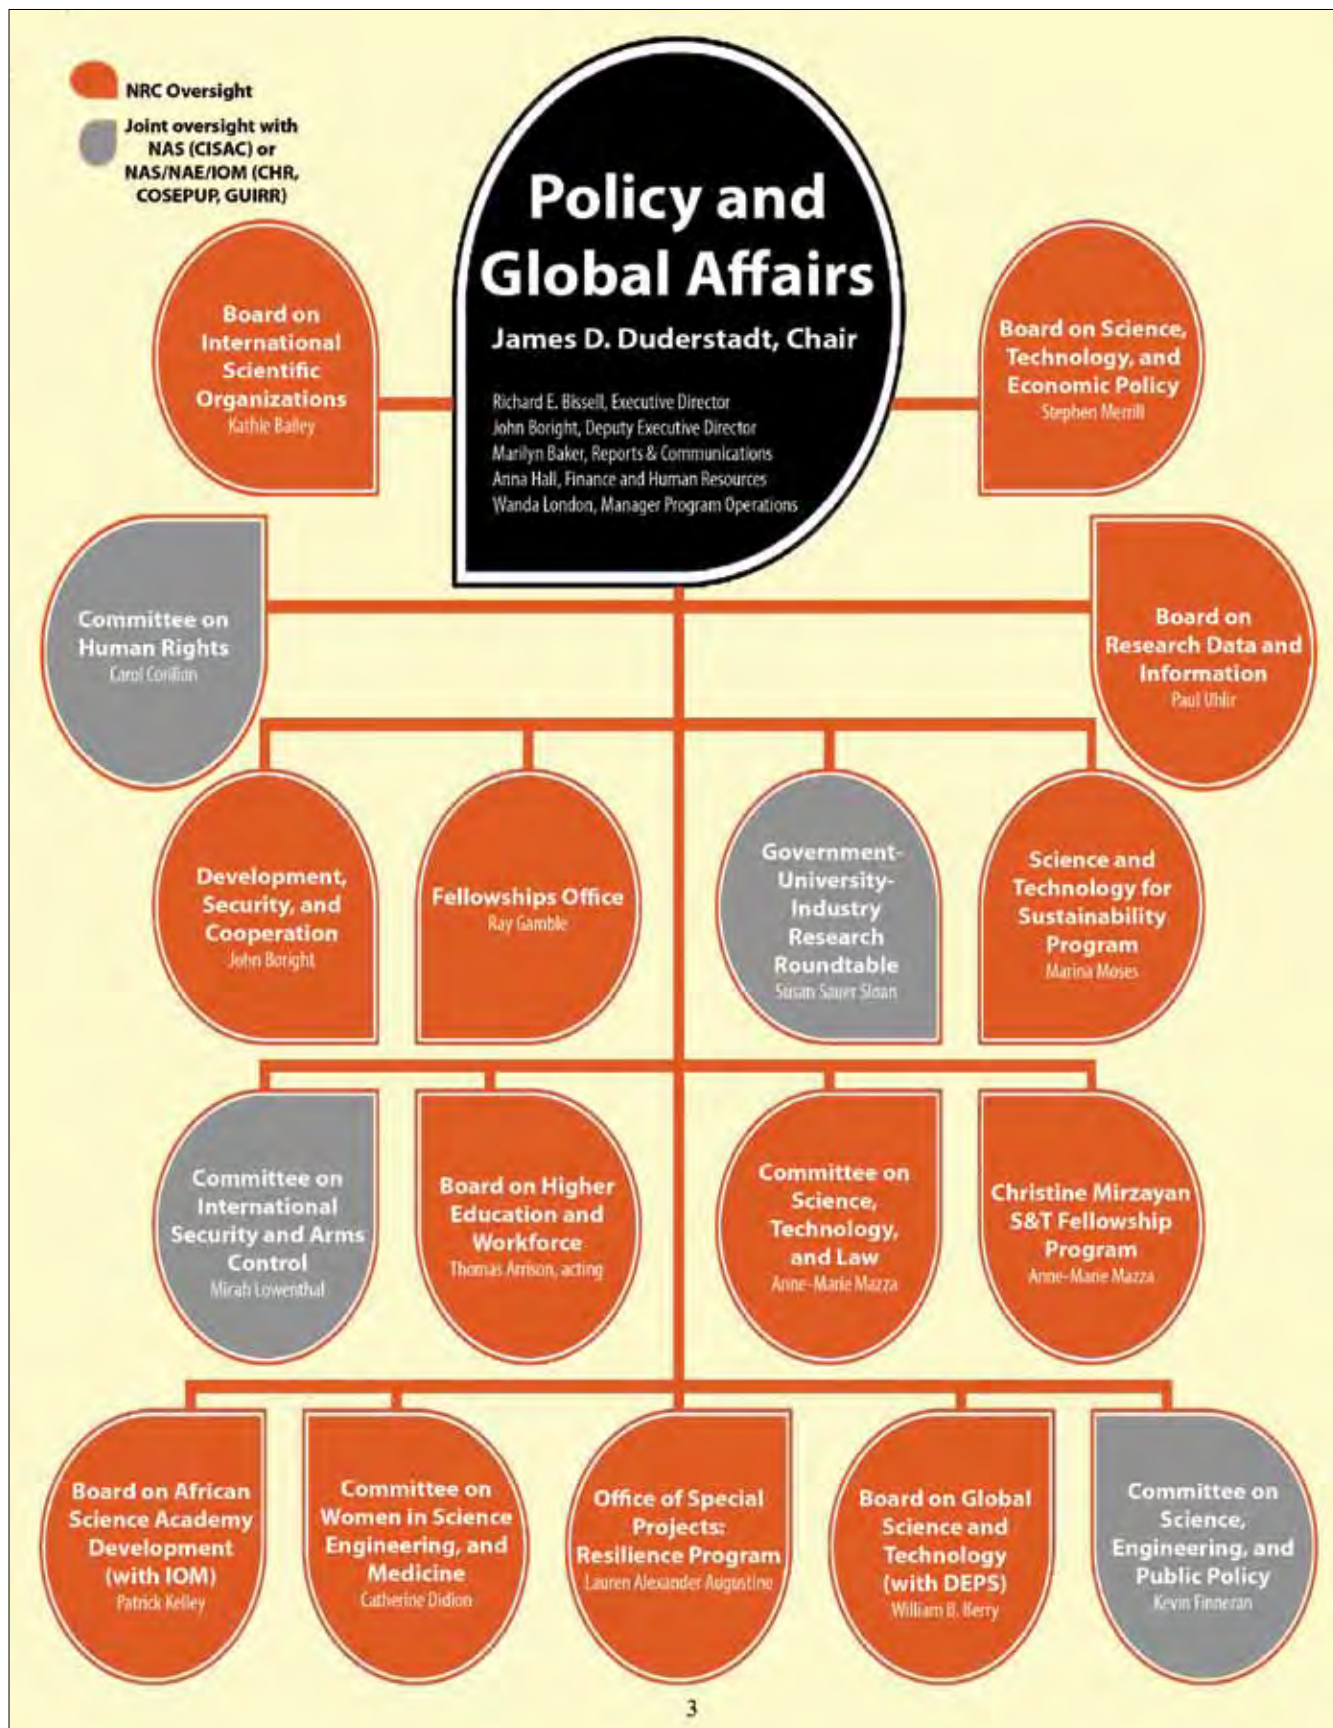 NRC Oversight
Joint oversight with
NAS (CISAC) or
NAS/NAE/IOM (CHR,
COSEPUP, GUIRR)
Policy and
Global Affairs
James D. Duderstadt, Chair
Richard E. Bissell, Executive Director
John Boright, Deputy Executive Director
Marilyn Baker, Reports & Communications
Anna Hall, Finance and Human Resources
Wanda London, Manager Program Operations
Board on
International
Scientific
Organizations
Kathie Bailey
Board on Science,
Technology, and
Economic Policy
Stephen Merrill
Committee on
Human Rights
Carol Corillon
Board on
Research Data and
Information
Paul Uhlir
Development,
Security, and
Cooperation
John Boright
Fellowships Office
Ray Gamble
Government-
University-
Industry
Research
Roundtable
Susan Sauer Sloan
Science and
Technology for
Sustainability
Program
Marina Moses
Committee on
International
Security and Arms
Control
Micah Lowenthal
Board on Higher
Education and
Workforce
Thomas Arrison, acting
Committee on
Science,
Technology,
and Law
Anne-Marie Mazza
Christine Mirzayan
S&T Fellowship
Program
Anne-Marie Mazza
Board on African
Science Academy
Development
(with IOM)
Patrick Kelley
Committee on
Women in Science
Engineering, and
Medicine
Catherine Didion
Office of Special
Projects:
Resilience Program
Lauren Alexander Augustine
Board on Global
Science and
Technology
(with DEPS)
William B. Berry
Committee on
Science,
Engineering, and
Public Policy
Kevin Finneran
3